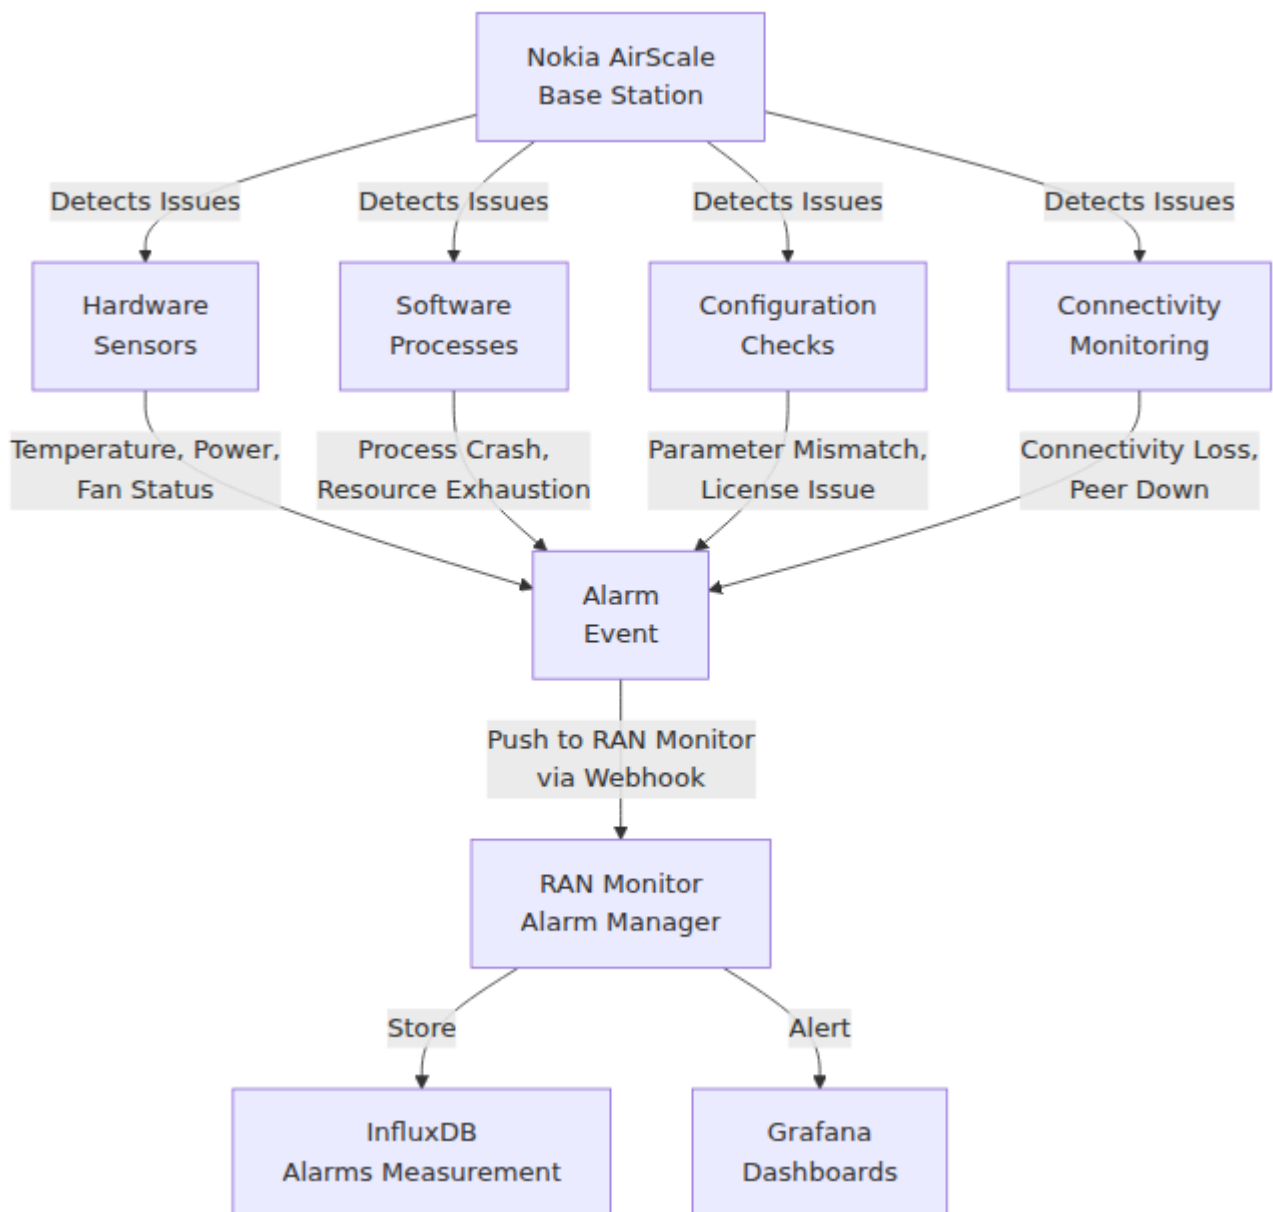 Nokia AirScale
Base Station
Detects Issues
Detects Issues
Detects Issues
Detects Issues
Hardware
Sensors
Software
Processes
Configuration
Checks
Connectivity
Monitoring
Temperature, Power,
Fan Status
Process Crash,
Resource Exhaustion
Parameter Mismatch,
License Issue
Connectivity Loss,
Peer Down
Alarm
Event
Push to RAN Monitor
via Webhook
RAN Monitor
Alarm Manager
Store
Alert
InfluxDB
Alarms Measurement
Grafana
Dashboards